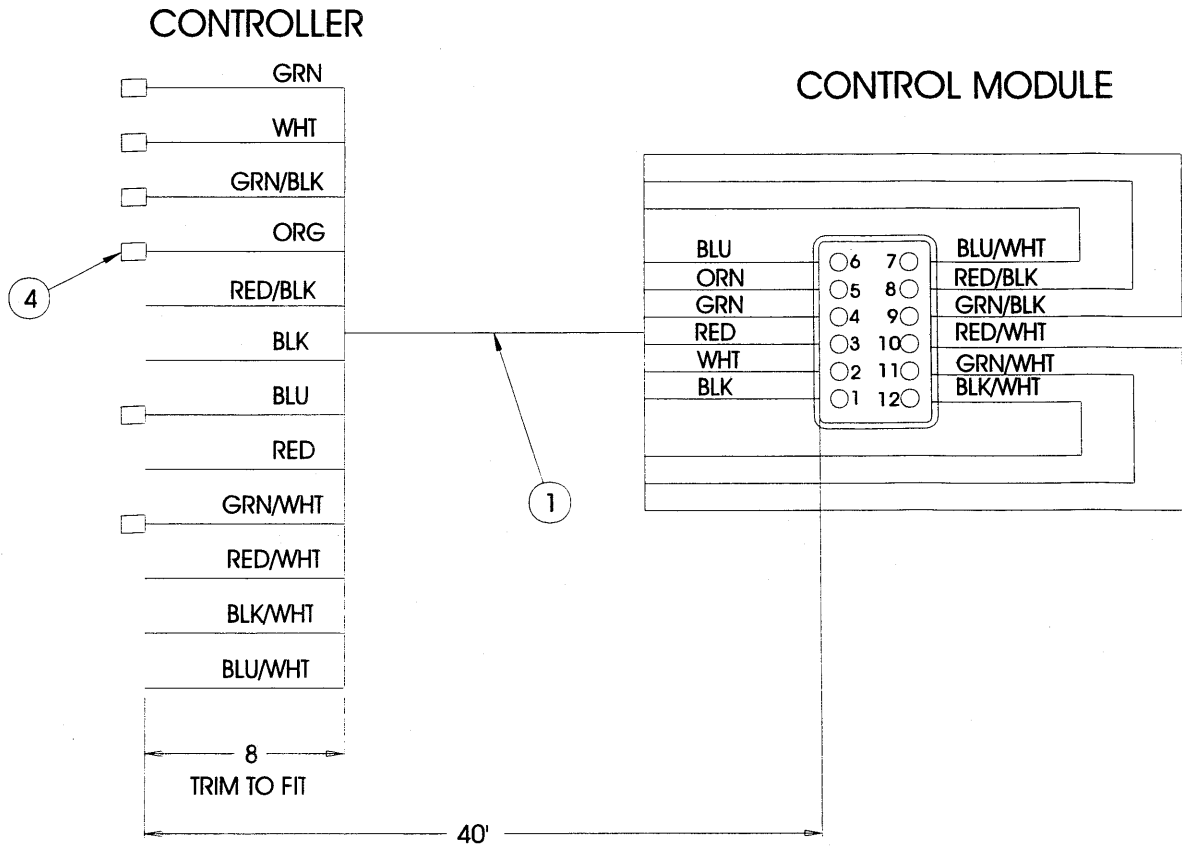 CONTROLLER
GRN
WHT
GRN/BLK
ORG
4
RED/BLK
BLK
BLU
RED
GRN/WHT
RED/WHT
BLK/WHT
BLU/WHT
8
TRIM TO FIT
40'
1
CONTROL MODULE
BLU 6 7 BLU/WHT
ORN 5 8 RED/BLK
GRN 4 9 GRN/BLK
RED 3 10 RED/WHT
WHT 2 11 GRN/WHT
BLK 1 12 BLK/WHT